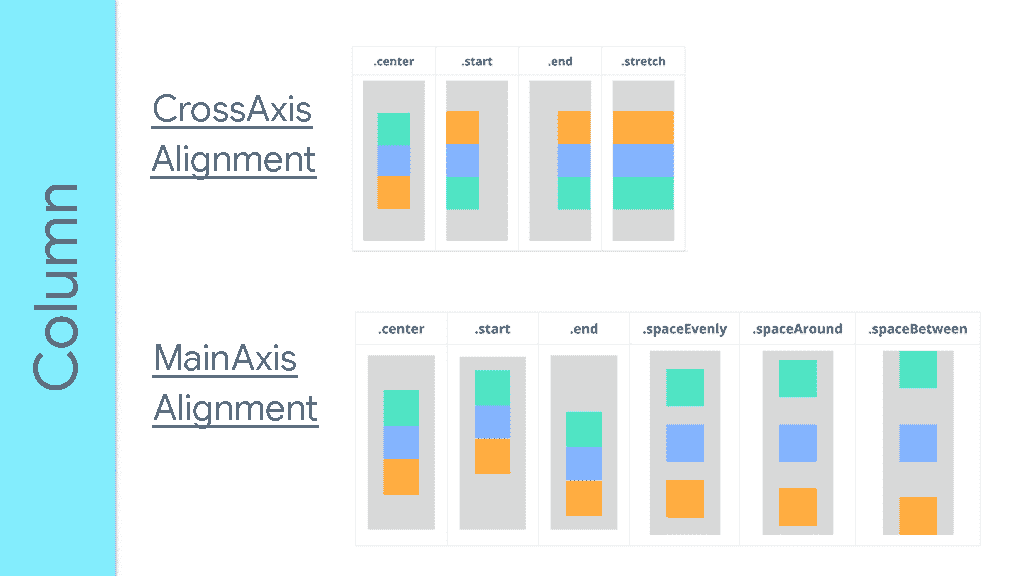 Column
CrossAxis
Alignment
.center
.start
.end
.stretch
MainAxis
Alignment
.center
.start
.end
.spaceEvenly
.spaceAround
.spaceBetween